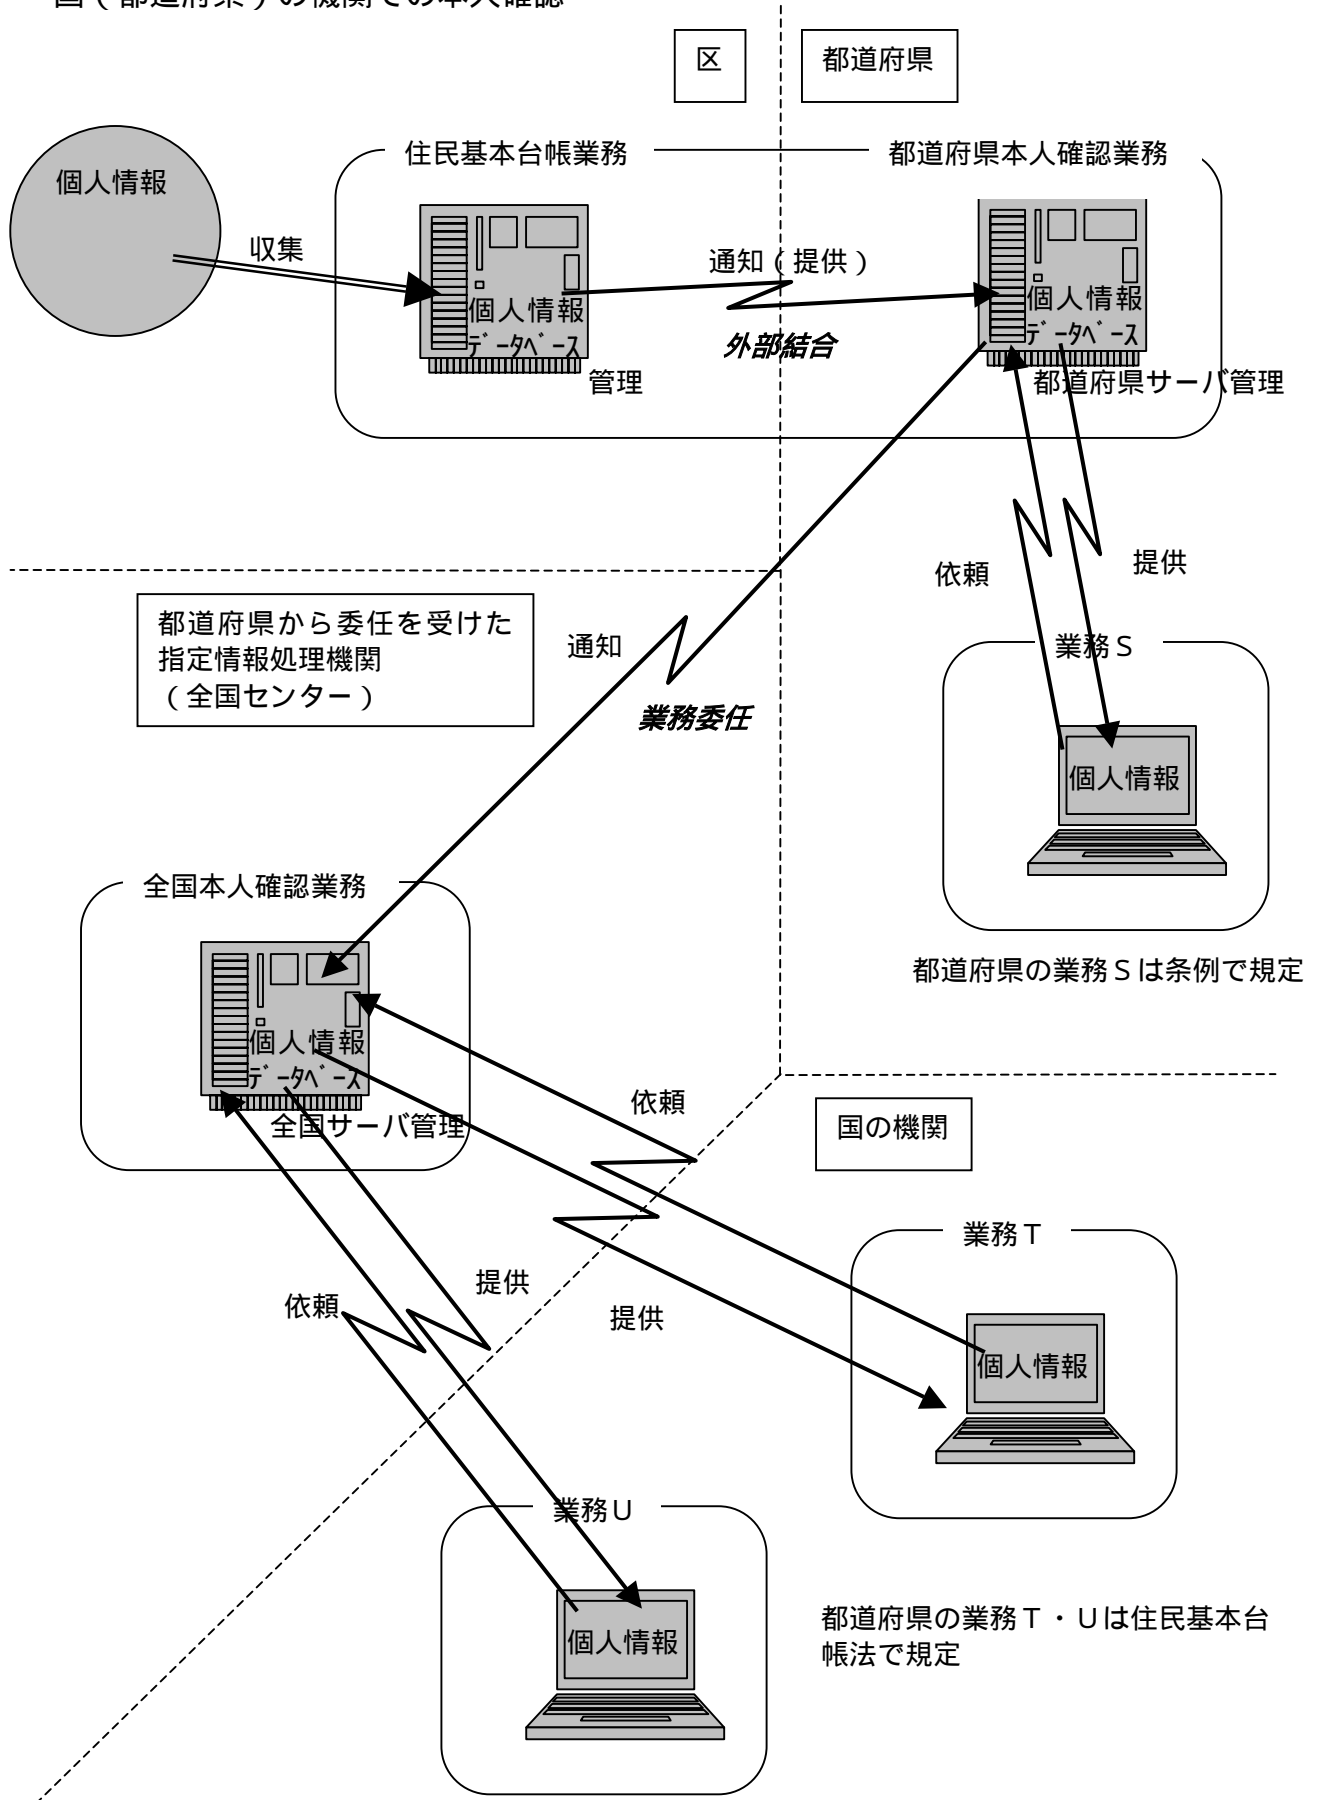 国（都道府県）の機関での本人確認
区
都道府県
住民基本台帳業務
都道府県本人確認業務
個人情報
収集
通知（提供）
個人情報
ﾃﾞｰﾀﾍﾞｰｽ
管理
外部結合
個人情報
ﾃﾞｰﾀﾍﾞｰｽ
都道府県サーバ管理
依頼
提供
都道府県から委任を受けた
指定情報処理機関
（全国センター）
通知
業務委任
業務Ｓ
個人情報
都道府県の業務Ｓは条例で規定
全国本人確認業務
個人情報
ﾃﾞｰﾀﾍﾞｰｽ
全国サーバ管理
依頼
国の機関
業務Ｔ
提供
依頼
提供
個人情報
業務Ｕ
個人情報
都道府県の業務Ｔ・Ｕは住民基本台
帳法で規定